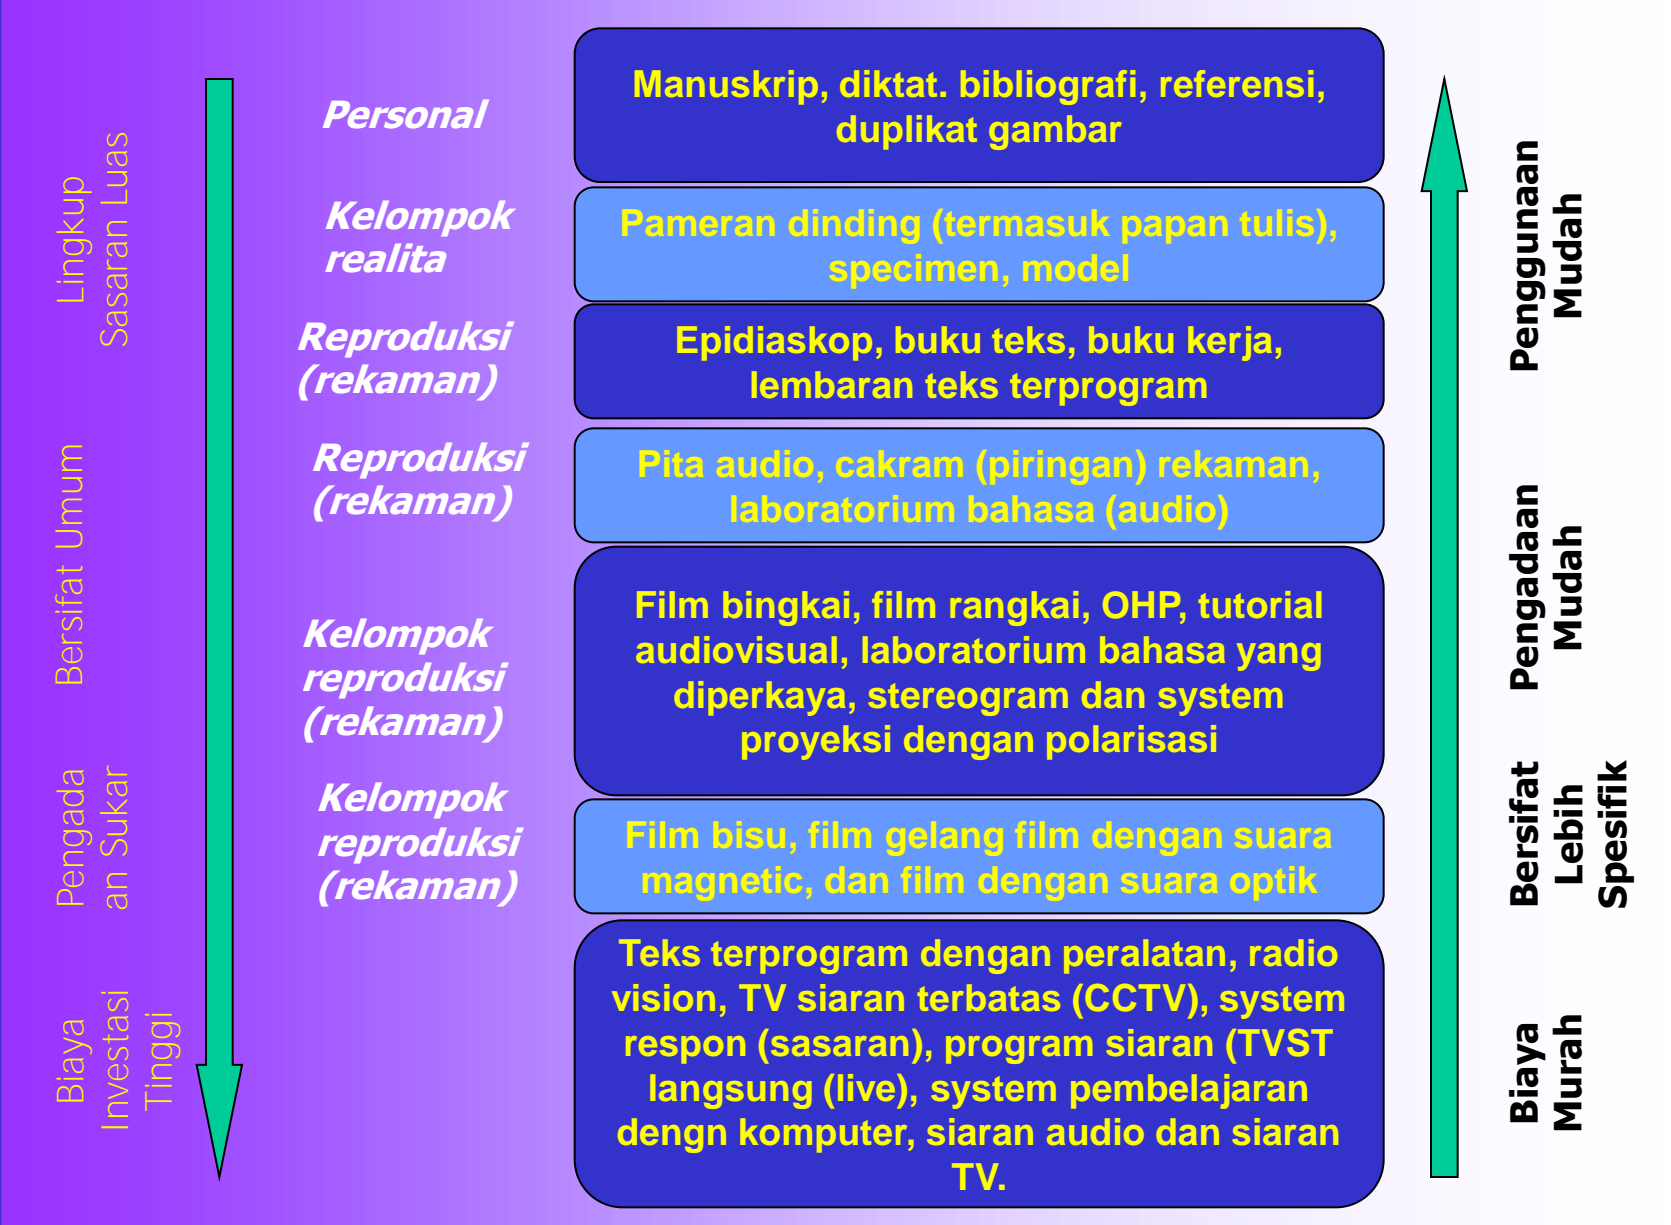 Lingkup
Sasaran Luas
Bersifat Umum
Pengada
an Sukar
Biaya
Investasi
Tinggi
Personal
Manuskrip, diktat. bibliografi, referensi,
duplikat gambar
Kelompok
realita
Pameran dinding (termasuk papan tulis),
specimen, model
Reproduksi
(rekaman)
Epidiaskop, buku teks, buku kerja,
lembaran teks terprogram
Reproduksi
(rekaman)
Pita audio, cakram (piringan) rekaman,
laboratorium bahasa (audio)
Kelompok
reproduksi
(rekaman)
Film bingkai, film rangkai, OHP, tutorial
audiovisual, laboratorium bahasa yang
diperkaya, stereogram dan system
proyeksi dengan polarisasi
Kelompok
reproduksi
(rekaman)
Film bisu, film gelang film dengan suara
magnetic, dan film dengan suara optik
Teks terprogram dengan peralatan, radio
vision, TV siaran terbatas (CCTV), system
respon (sasaran), program siaran (TVST
langsung (live), system pembelajaran
dengn komputer, siaran audio dan siaran
TV.
Penggunaan
Mudah
Pengadaan
Mudah
Bersifat
Lebih
Spesifik
Biaya
Murah